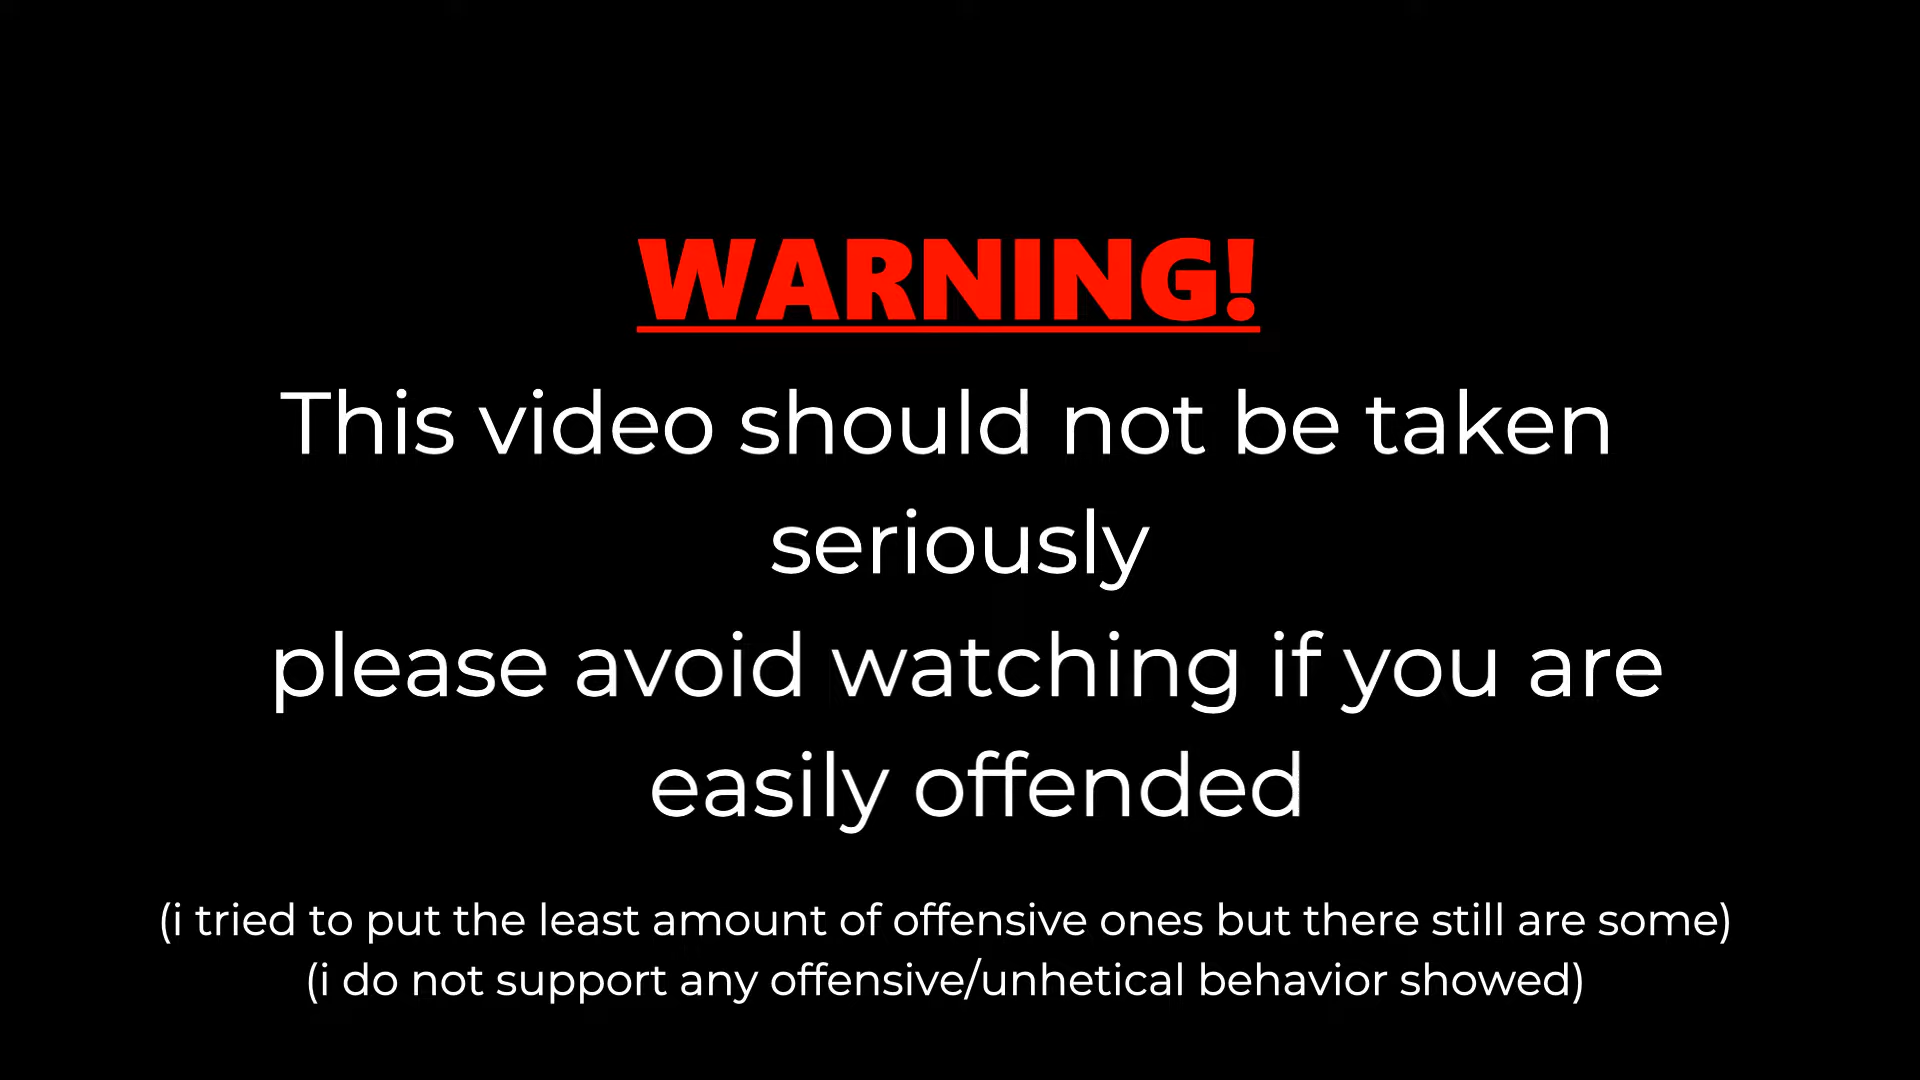 WARNING!
This video should not be taken
seriously
please avoid watching if you are
easily offended
(i tried to put the least amount of offensive ones but there still are some)
(i do not support any offensive/unhetical behavior showed)